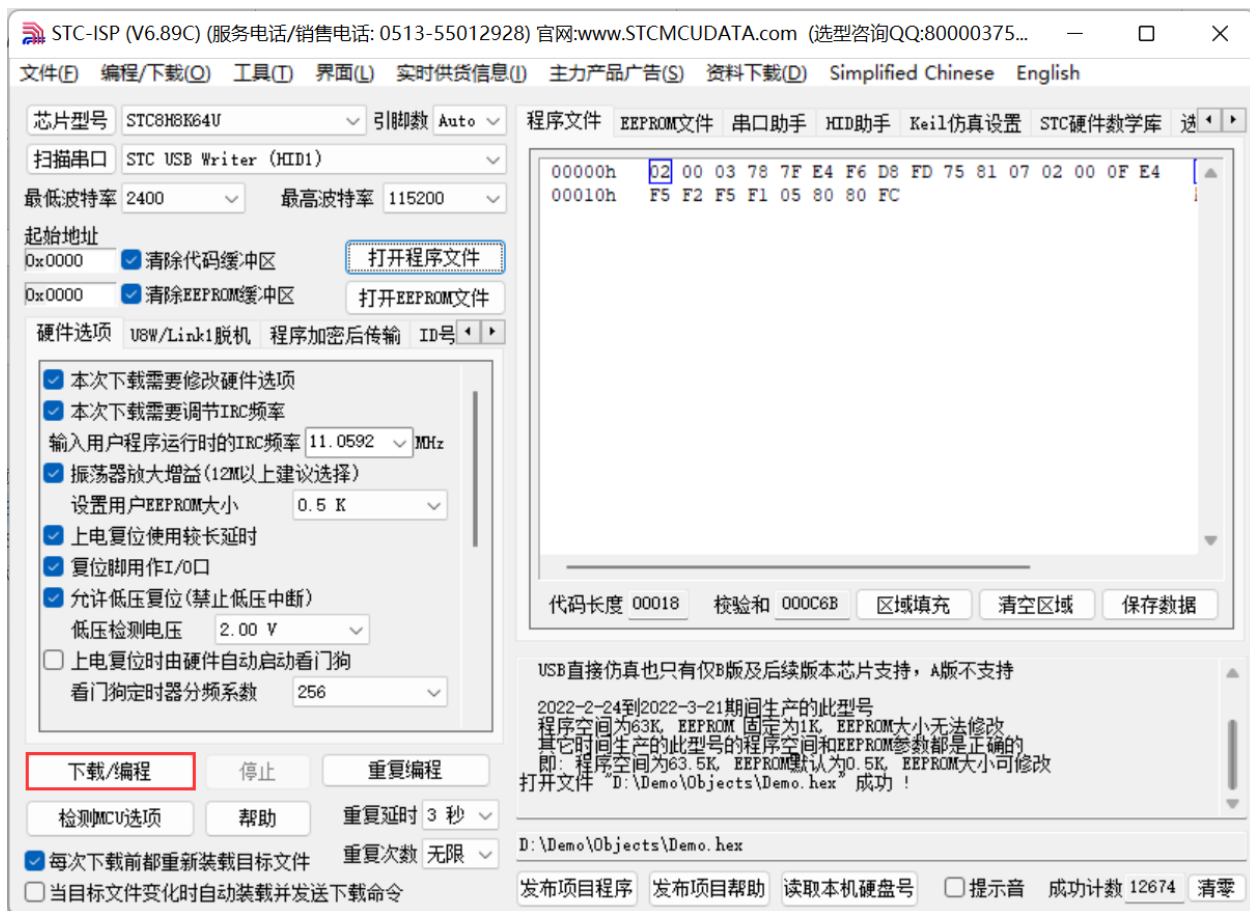 STC-ISP (V6.89C) (服务电话/销售电话: 0513-55012928) 官网:www.STCMCUDATA.com (选型咨询QQ:80000375...
文件(F) 编程/下载(O) 工具(T) 界面(L) 实时供货信息(I) 主力产品广告(S) 资料下载(D) Simplified Chinese English
芯片型号 STC8H8K64U 引脚数 Auto
扫描串口 STC USB Writer (HID1)
最低波特率 2400 最高波特率 115200
起始地址
0x0000 清除代码缓冲区 打开程序文件
0x0000 清除EEPROM缓冲区 打开EEPROM文件
硬件选项 U8W/Link1脱机 程序加密后传输 ID号
本次下载需要修改硬件选项
本次下载需要调节IRC频率
输入用户程序运行时的IRC频率 11.0592 MHz
振荡器放大增益(12M以上建议选择)
设置用户EEPROM大小 0.5 K
上电复位使用较长延时
复位脚用作I/O口
允许低压复位(禁止低压中断)
低压检测电压 2.00 V
上电复位时由硬件自动启动看门狗
看门狗定时器分频系数 256
下载/编程 停止 重复编程
检测MCU选项 帮助 重复延时 3 秒
每次下载前都重新装载目标文件 重复次数 无限
当目标文件变化时自动装载并发送下载命令
程序文件 EEPROM文件 串口助手 HID助手 Keil仿真设置 STC硬件数学库 选
00000h 02 00 03 78 7F E4 F6 D8 FD 75 81 07 02 00 0F E4
00010h F5 F2 F5 F1 05 80 80 FC
代码长度 00018 校验和 000C6B 区域填充 清空区域 保存数据
USB直接仿真也只有仅B版及后续版本芯片支持，A版不支持
2022-2-24到2022-3-21期间生产的此型号
程序空间为63K, EEPROM 固定为1K, EEPROM大小无法修改
其它时间生产的此型号的程序空间和EEPROM参数都是正确的
即: 程序空间为63.5K, EEPROM默认为0.5K, EEPROM大小可修改
打开文件 "D:\Demo\Objects\Demo.hex" 成功 !
D:\Demo\Objects\Demo.hex
发布项目程序 发布项目帮助 读取本机硬盘号 提示音 成功计数 12674 清零